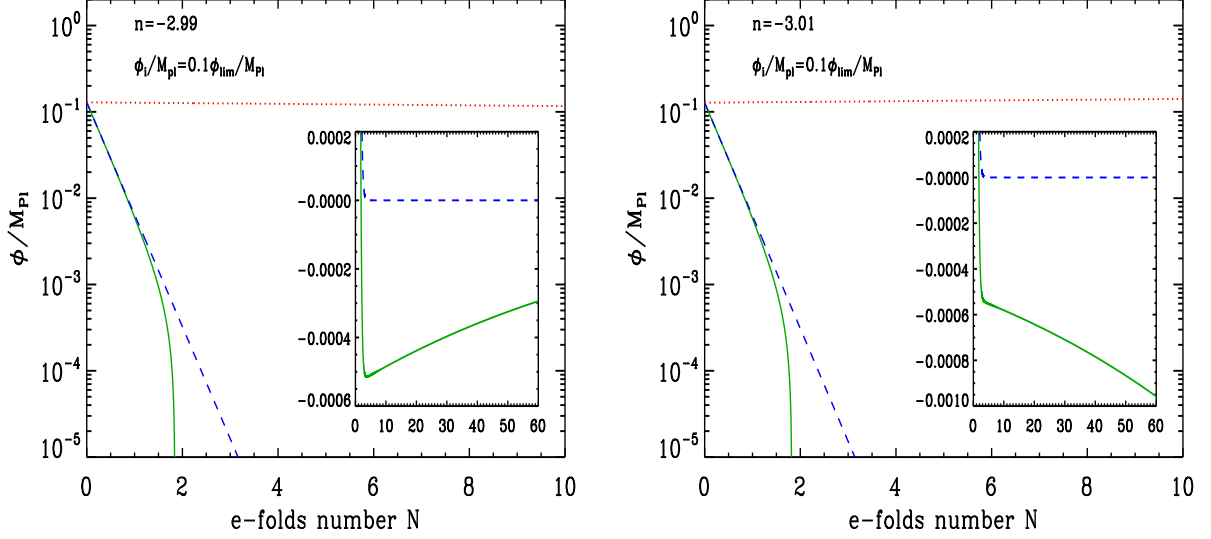 n=−2.99
ϕi/MPl=0.1ϕlim/MPl
ϕ/MPl
10⁰
10⁻¹
10⁻²
10⁻³
10⁻⁴
10⁻⁵
0 2 4 6 8 10
e−folds number N
0.0002
−0.0000
−0.0002
−0.0004
−0.0006
0 10 20 30 40 50 60
n=−3.01
ϕi/MPl=0.1ϕlim/MPl
ϕ/MPl
10⁰
10⁻¹
10⁻²
10⁻³
10⁻⁴
10⁻⁵
0 2 4 6 8 10
e−folds number N
0.0002
−0.0000
−0.0002
−0.0004
−0.0006
−0.0008
−0.0010
0 10 20 30 40 50 60